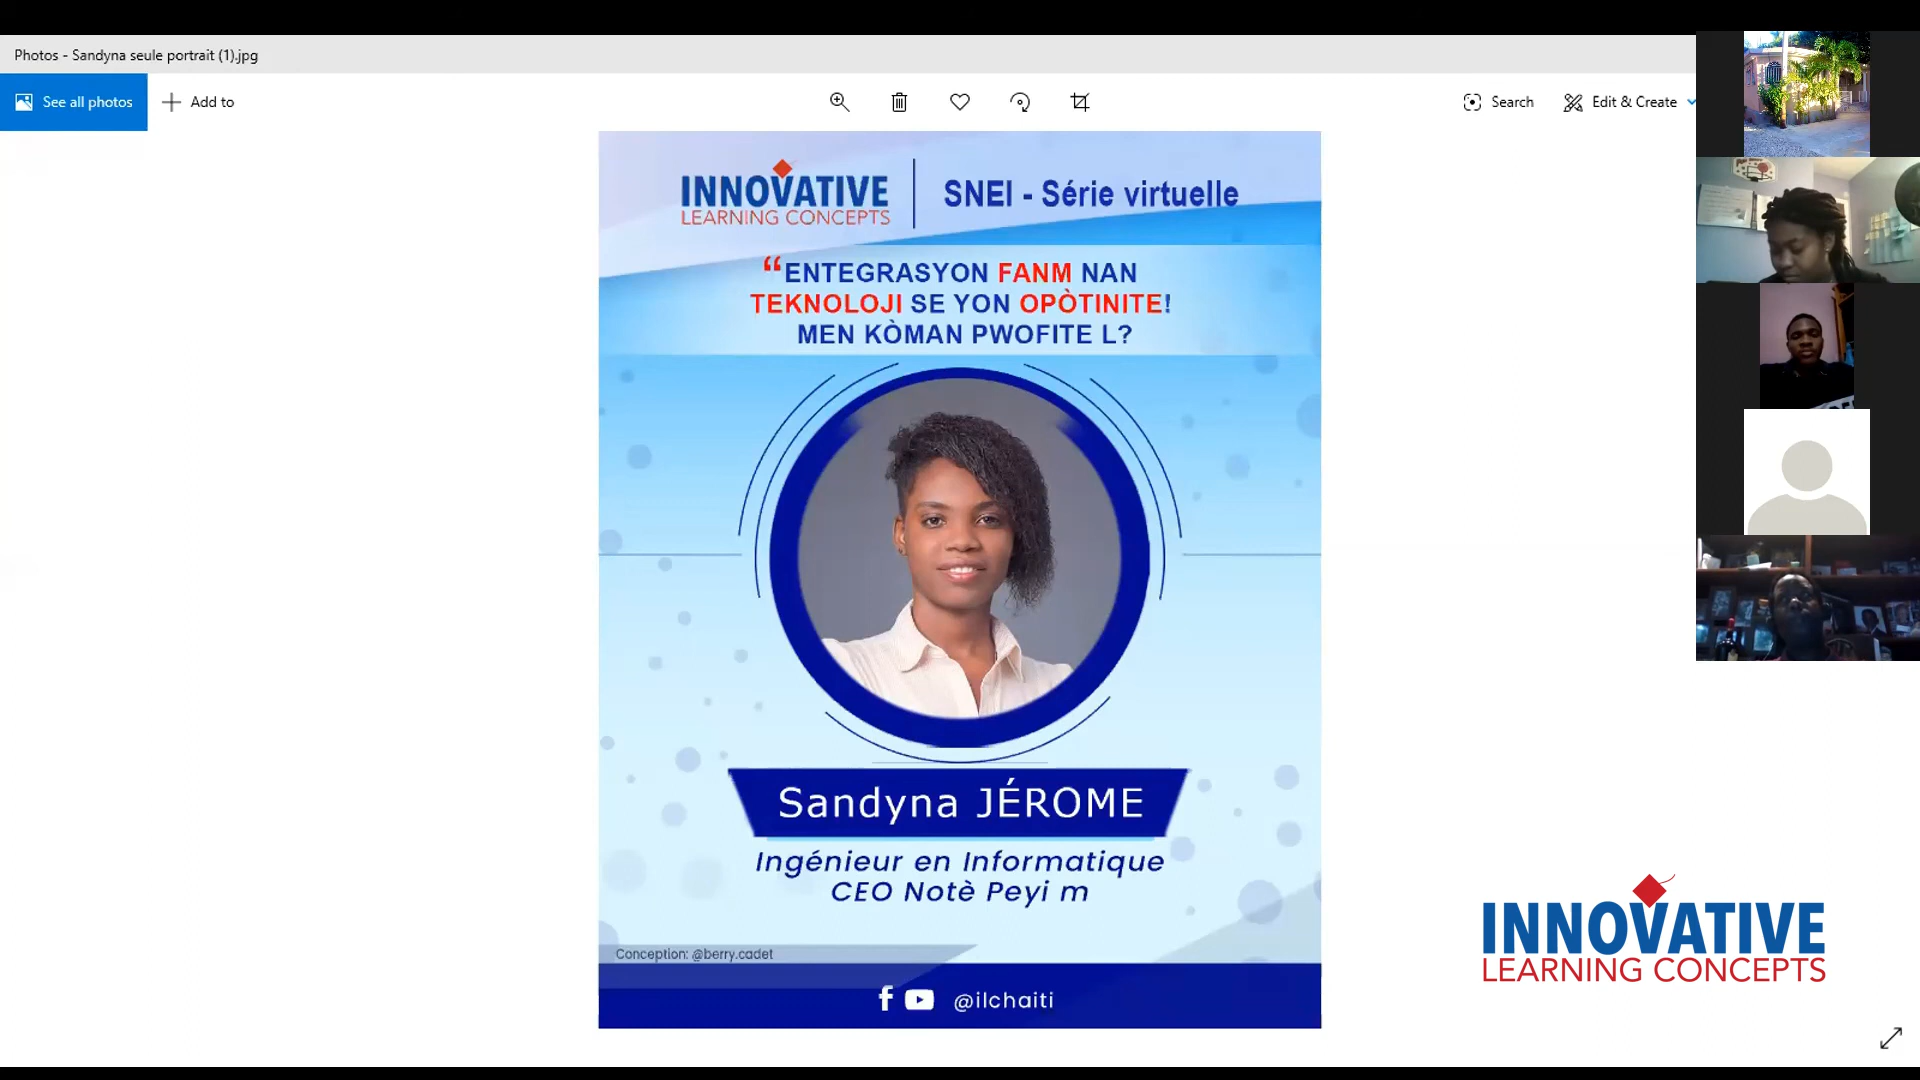 Photos - Sandyna seule portrait (1).jpg
See all photos
Add to
Search
Edit & Create
INNOVATIVE
LEARNING CONCEPTS
SNEI - Série virtuelle
“ENTEGRASYON FANM NAN
TEKNOLOJI SE YON OPÒTINITE!
MEN KÒMAN PWOFITE L?
Sandyna JÉROME
Ingénieur en Informatique
CEO Notè Peyi m
Conception: @berry.cadet
@ilchaiti
INNOVATIVE
LEARNING CONCEPTS